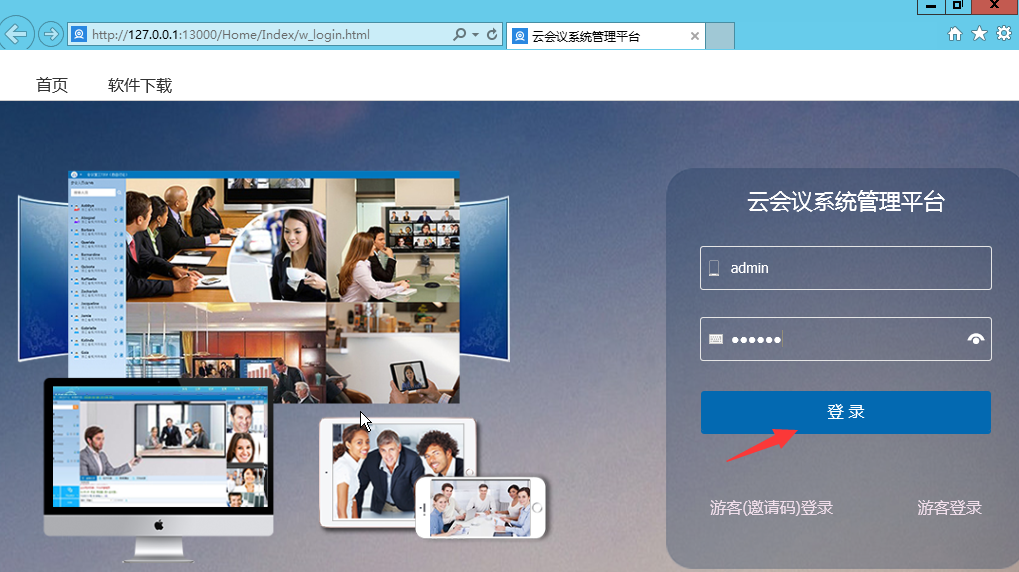 http://127.0.0.1:13000/Home/Index/w_login.html
云会议系统管理平台
首页
软件下载
云会议系统管理平台
admin
登 录
游客(邀请码)登录
游客登录